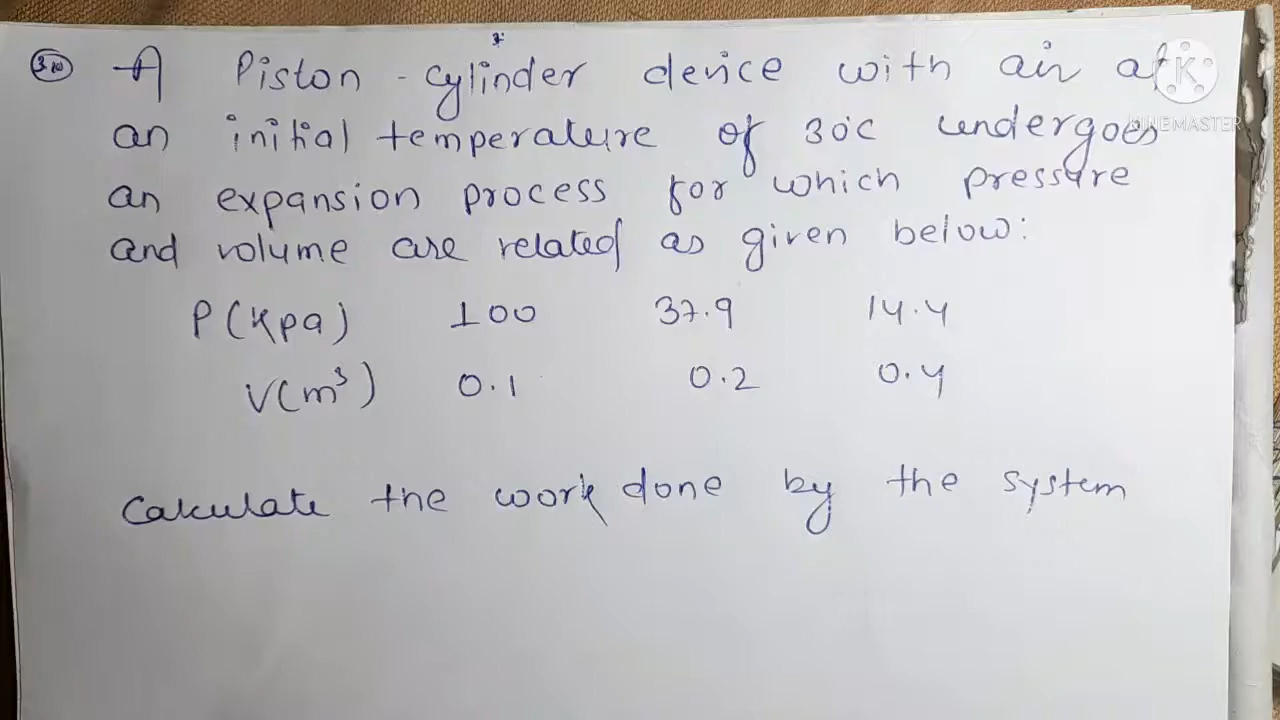 310 A Piston - cylinder device with air at
an initial temperature of 30°C undergoes
an expansion process for which pressure
and volume are related as given below:
P(Kpa) 100 37.9 14.4
V(m³) 0.1 0.2 0.4
Calculate the work done by the system
K
KINEMASTER